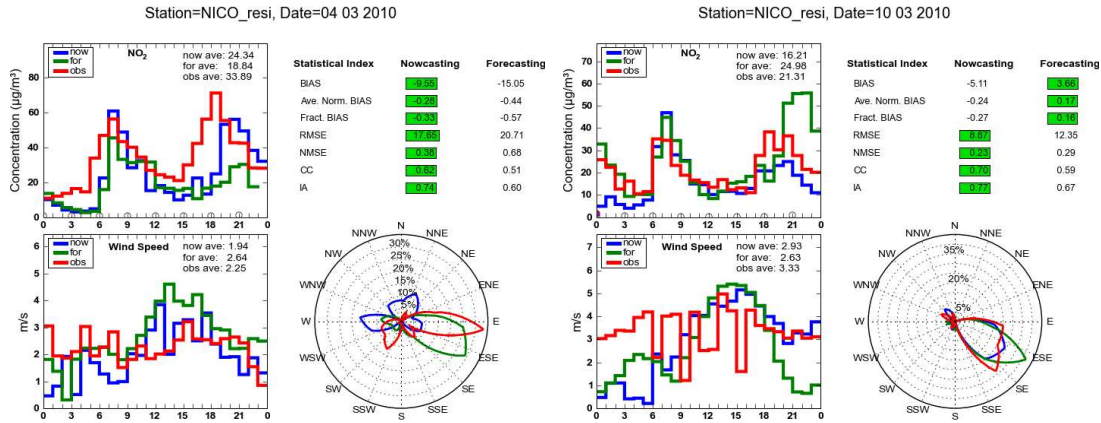 Station=NICO_resi, Date=04 03 2010
NO2
now
for
obs
now ave: 24.34
for ave: 18.84
obs ave: 33.89
Concentration (µg/m³)
80
60
40
20
0
0 3 6 9 12 15 18 21 0
Statistical Index Nowcasting Forecasting
BIAS -9.55 -15.05
Ave. Norm. BIAS -0.28 -0.44
Fract. BIAS -0.33 -0.57
RMSE 17.65 20.71
NMSE 0.38 0.68
CC 0.62 0.51
IA 0.74 0.60
Wind Speed
now
for
obs
now ave: 1.94
for ave: 2.64
obs ave: 2.25
m/s
6
5
4
3
2
1
0
0 3 6 9 12 15 18 21 0
N
NNW NNE
NW NE
WNW ENE
W E
WSW ESE
SW SE
SSW SSE
S
30%
25%
20%
15%
10%
5%
Station=NICO_resi, Date=10 03 2010
NO2
now
for
obs
now ave: 16.21
for ave: 24.98
obs ave: 21.31
Concentration (µg/m³)
70
60
50
40
30
20
10
0
0 3 6 9 12 15 18 21 0
Statistical Index Nowcasting Forecasting
BIAS -5.11 3.66
Ave. Norm. BIAS -0.24 0.17
Fract. BIAS -0.27 0.16
RMSE 8.87 12.35
NMSE 0.23 0.29
CC 0.70 0.59
IA 0.77 0.67
Wind Speed
now
for
obs
now ave: 2.93
for ave: 2.63
obs ave: 3.33
m/s
7
6
5
4
3
2
1
0
0 3 6 9 12 15 18 21 0
N
NNW NNE
NW NE
WNW ENE
W E
WSW ESE
SW SE
SSW SSE
S
35%
20%
5%